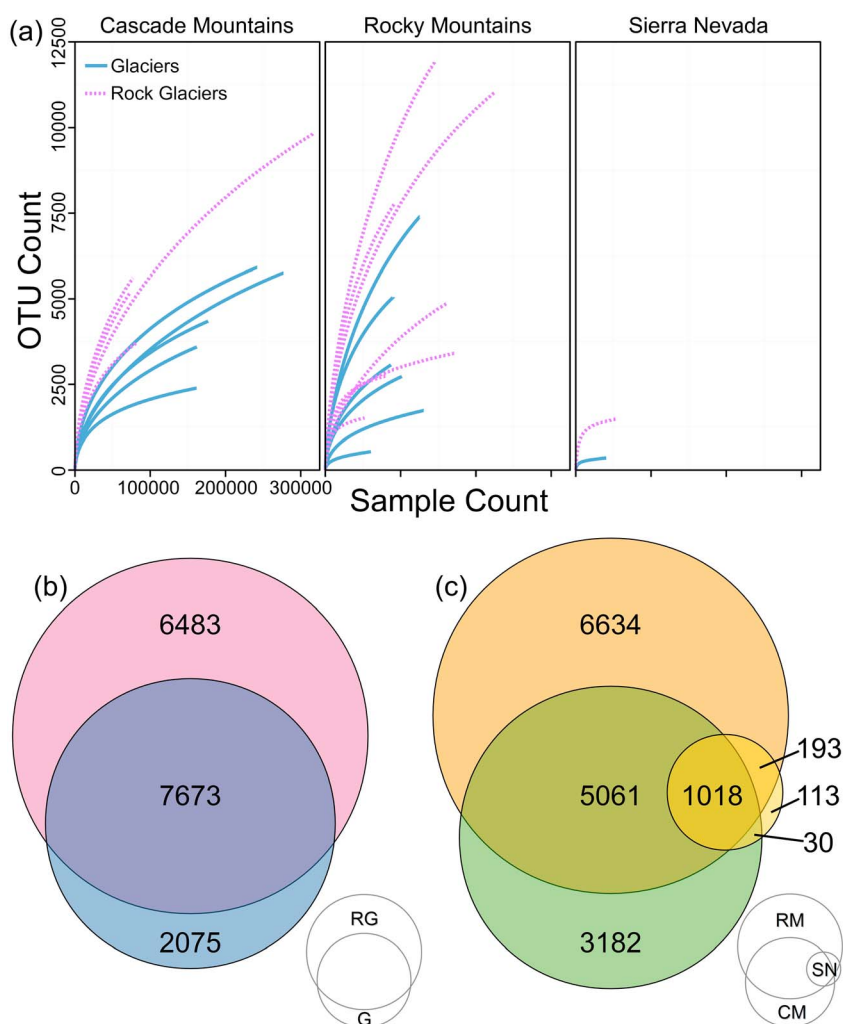 (a)
Cascade Mountains
Rocky Mountains
Sierra Nevada
Glaciers
Rock Glaciers
OTU Count
12500
10000
7500
5000
2500
0
0 100000 200000 300000
Sample Count
(b)
6483
7673
2075
RG
G
(c)
6634
5061
1018
193
113
30
3182
RM
SN
CM